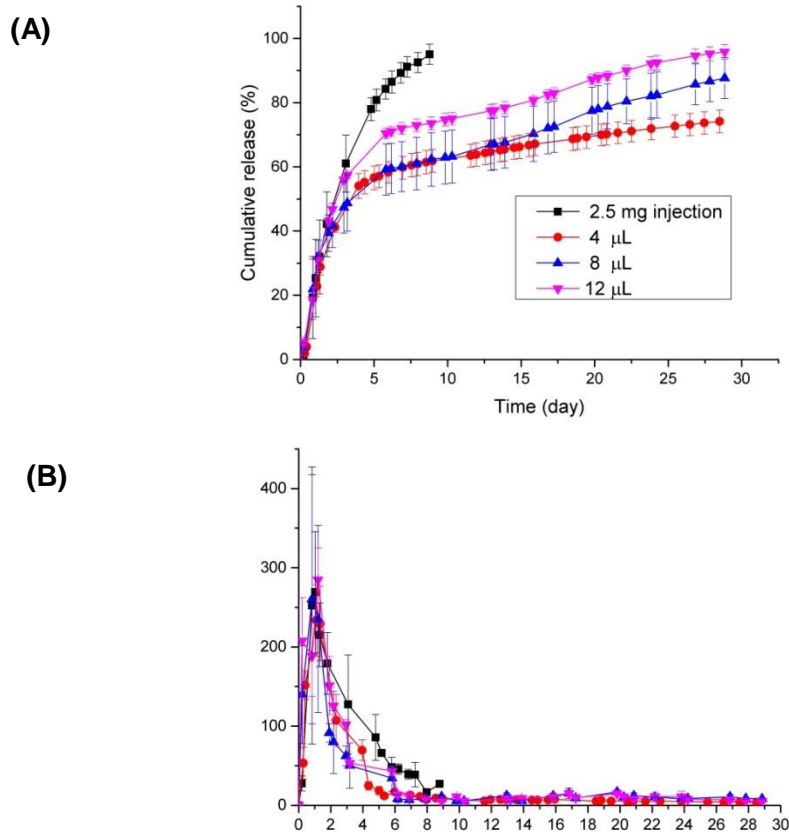 (A)
100
80
60
40
20
0
Cumulative release (%)
2.5 mg injection
4 μL
8 μL
12 μL
0 5 10 15 20 25 30
Time (day)
(B)
400
300
200
100
0
0 2 4 6 8 10 12 14 16 18 20 22 24 26 28 30